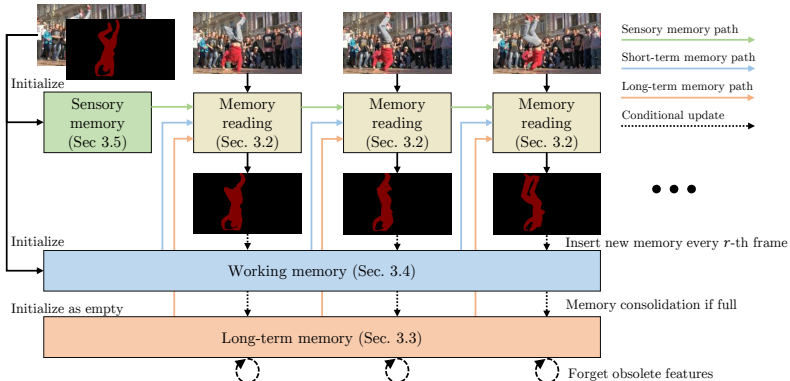 Sensory memory path
Short-term memory path
Long-term memory path
Conditional update
Initialize
Sensory
memory
(Sec 3.5)
Memory
reading
(Sec. 3.2)
Memory
reading
(Sec. 3.2)
Memory
reading
(Sec. 3.2)
Initialize
Insert new memory every r-th frame
Working memory (Sec. 3.4)
Initialize as empty
Memory consolidation if full
Long-term memory (Sec. 3.3)
Forget obsolete features